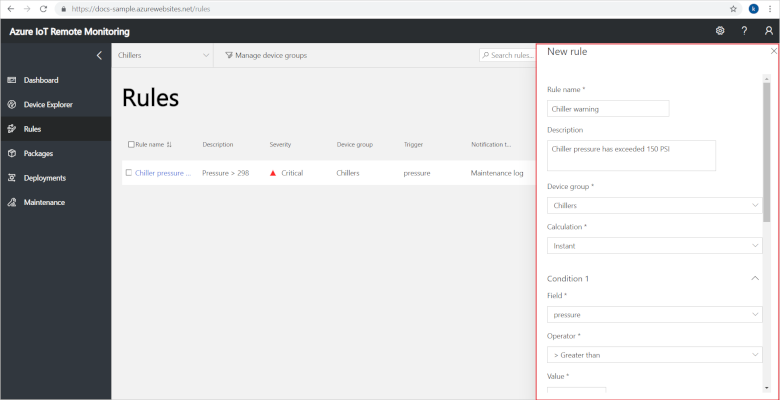 https://docs-sample.azurewebsites.net/rules
k
Azure IoT Remote Monitoring
?
Chillers
Manage device groups
Search rules...
Dashboard
Device Explorer
Rules
Packages
Deployments
Maintenance
Rules
Rule name
Description
Severity
Device group
Trigger
Notification t...
Chiller pressure ...
Pressure > 298
Critical
Chillers
pressure
Maintenance log
New rule
Rule name *
Chiller warning
Description
Chiller pressure has exceeded 150 PSI
Device group *
Chillers
Calculation *
Instant
Condition 1
Field *
pressure
Operator *
> Greater than
Value *